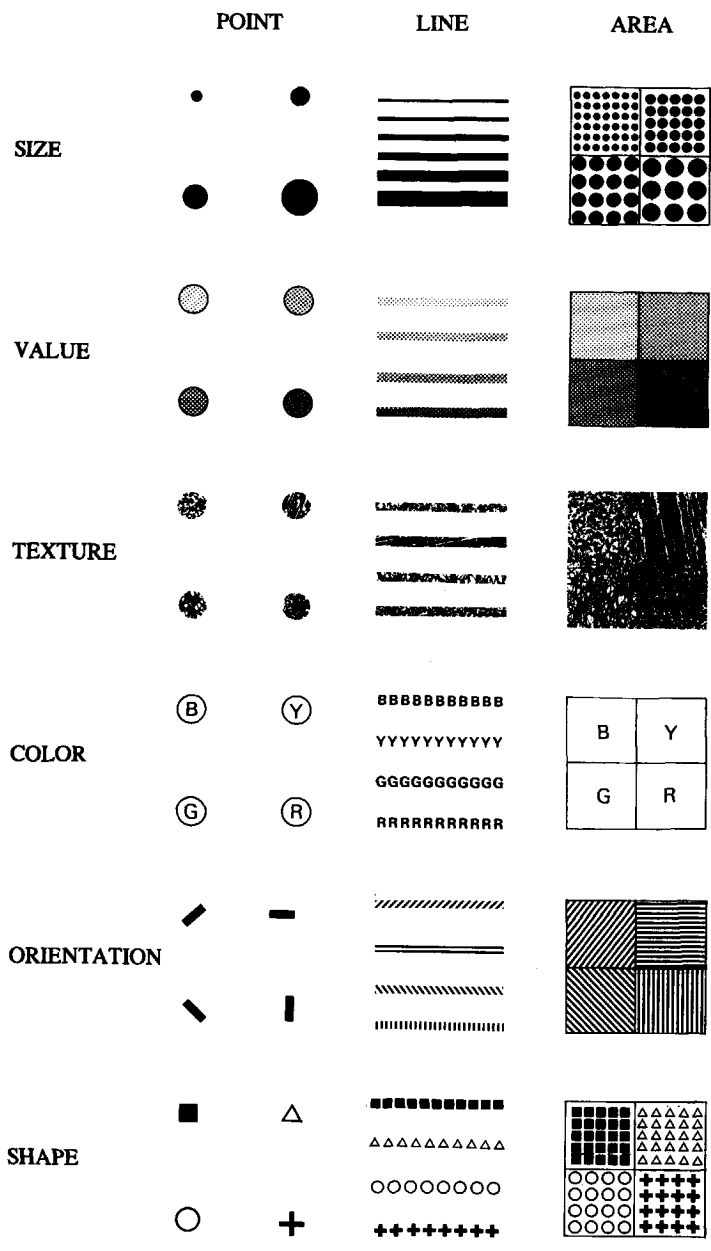 POINT LINE AREA
SIZE
VALUE
TEXTURE
B Y
BBBBBBBBBBB
YYYYYYYYYYY
B Y
COLOR
G R
GGGGGGGGGGG
RRRRRRRRRRR
G R
ORIENTATION
SHAPE